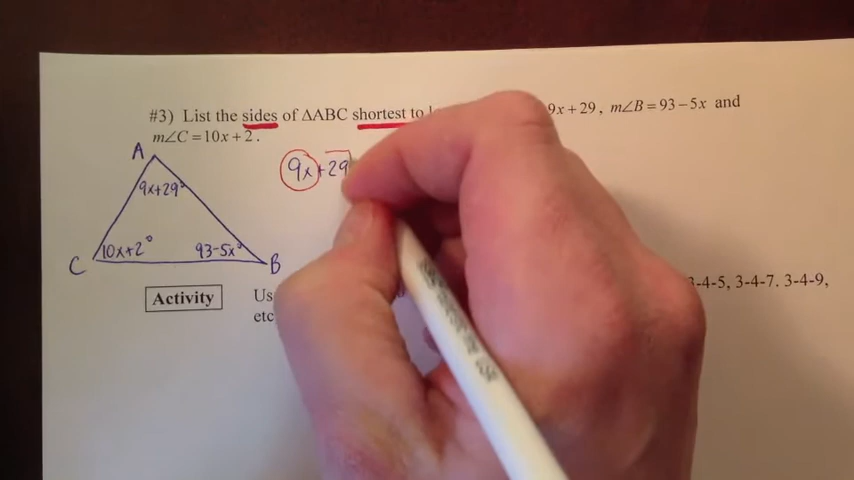 #3) List the sides of ΔABC shortest to 9x + 29 , m∠B = 93 − 5x and
m∠C = 10x + 2 .
A
9x+29
9x+29°
10x+2°
93-5x°
C
B
Activity
Us 3-4-5, 3-4-7. 3-4-9,
etc